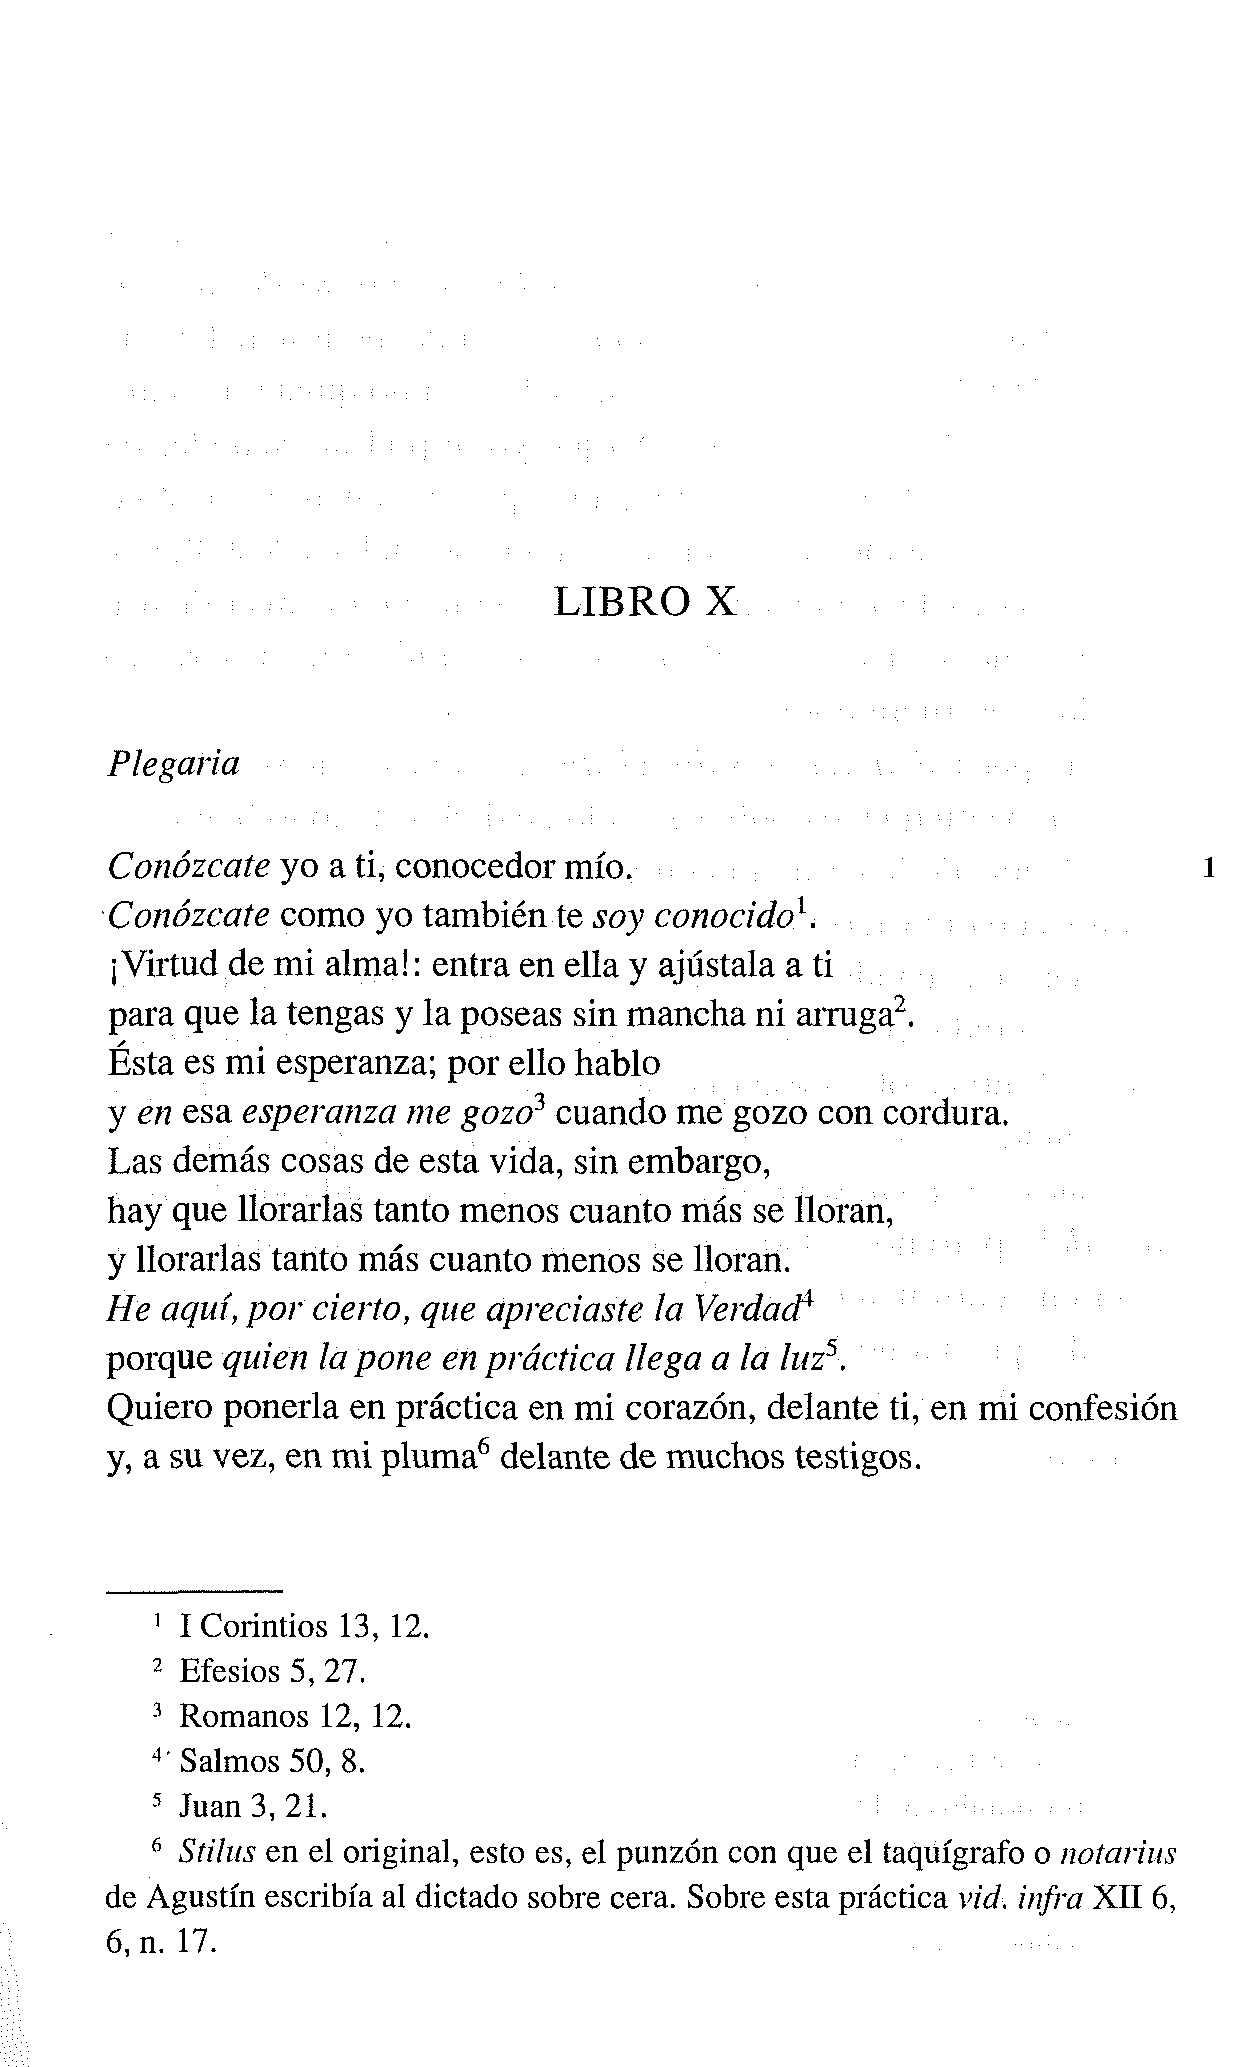 LIBRO X
Plegaria
Conózcate yo a ti, conocedor mío. 1
Conózcate como yo también te soy conocido¹.
¡Virtud de mi alma!: entra en ella y ajústala a ti
para que la tengas y la poseas sin mancha ni arruga².
Ésta es mi esperanza; por ello hablo
y en esa esperanza me gozo³ cuando me gozo con cordura.
Las demás cosas de esta vida, sin embargo,
hay que llorarlas tanto menos cuanto más se lloran,
y llorarlas tanto más cuanto menos se lloran.
He aquí, por cierto, que apreciaste la Verdad⁴
porque quien la pone en práctica llega a la luz⁵.
Quiero ponerla en práctica en mi corazón, delante ti, en mi confesión
y, a su vez, en mi pluma⁶ delante de muchos testigos.
¹ I Corintios 13, 12.
² Efesios 5, 27.
³ Romanos 12, 12.
⁴ Salmos 50, 8.
⁵ Juan 3, 21.
⁶ Stilus en el original, esto es, el punzón con que el taquígrafo o notarius
de Agustín escribía al dictado sobre cera. Sobre esta práctica vid. infra XII 6,
6, n. 17.